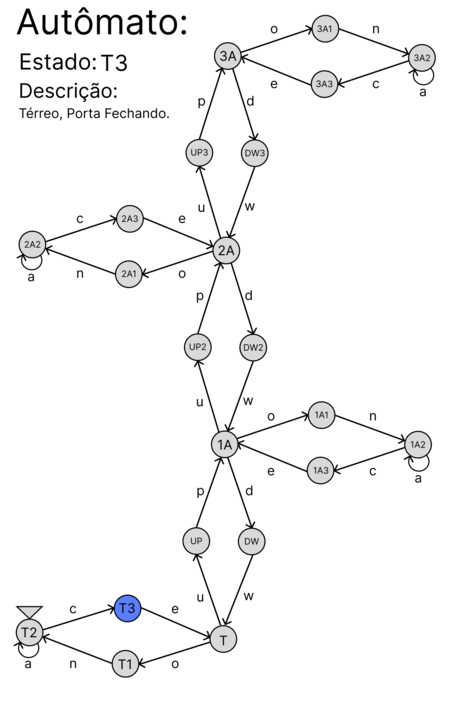 Autômato:
Estado: T3
Descrição:
Térreo, Porta Fechando.
o
3A1
n
3A
3A2
e
3A3
c
a
p
d
UP3
DW3
u
w
c
2A3
e
2A2
2A
a
n
2A1
o
p
d
UP2
DW2
u
w
o
1A1
n
1A
1A2
e
1A3
c
a
p
d
UP
DW
u
w
c
T3
e
T2
T
a
n
T1
o